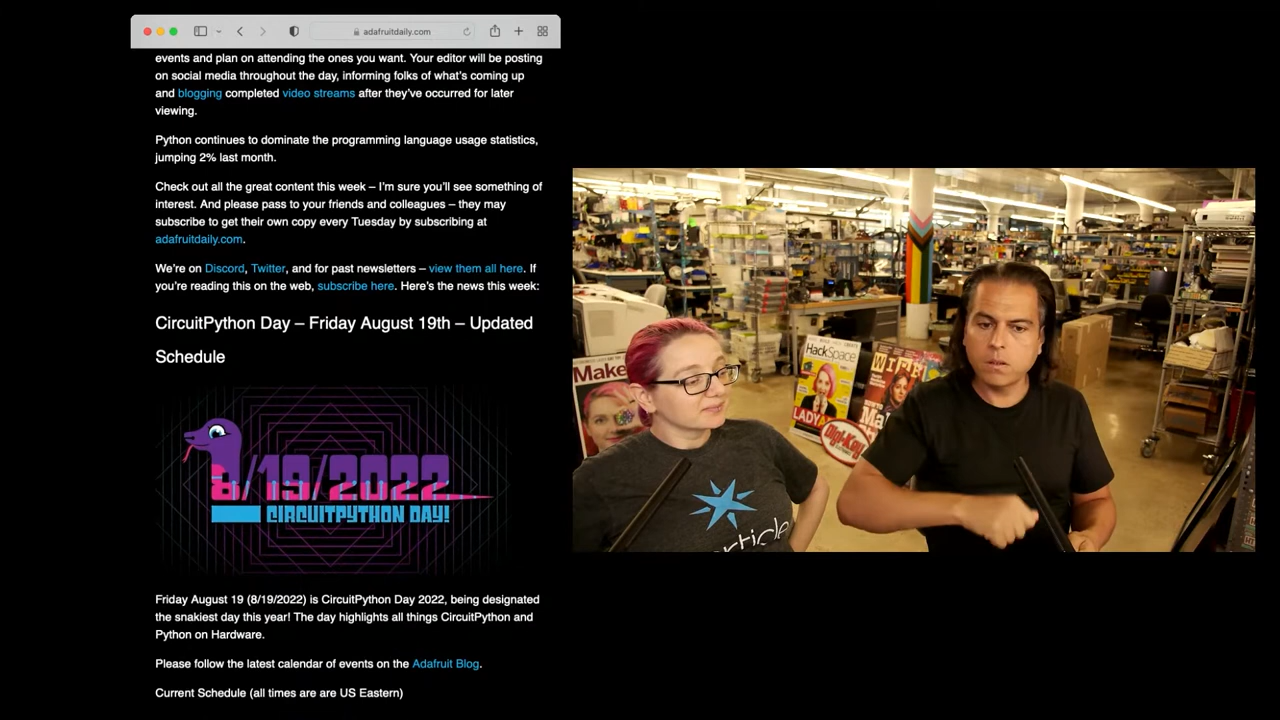 adafruitdaily.com
events and plan on attending the ones you want. Your editor will be posting
on social media throughout the day, informing folks of what's coming up
and blogging completed video streams after they've occurred for later
viewing.
Python continues to dominate the programming language usage statistics,
jumping 2% last month.
Check out all the great content this week – I'm sure you'll see something of
interest. And please pass to your friends and colleagues – they may
subscribe to get their own copy every Tuesday by subscribing at
adafruitdaily.com.
We're on Discord, Twitter, and for past newsletters – view them all here. If
you're reading this on the web, subscribe here. Here's the news this week:
CircuitPython Day – Friday August 19th – Updated
Schedule
8/19/2022
CIRCUITPYTHON DAY!
Friday August 19 (8/19/2022) is CircuitPython Day 2022, being designated
the snakiest day this year! The day highlights all things CircuitPython and
Python on Hardware.
Please follow the latest calendar of events on the Adafruit Blog.
Current Schedule (all times are are US Eastern)
Make:
HackSpace
LADYA
WIRED
Digi-Key
article